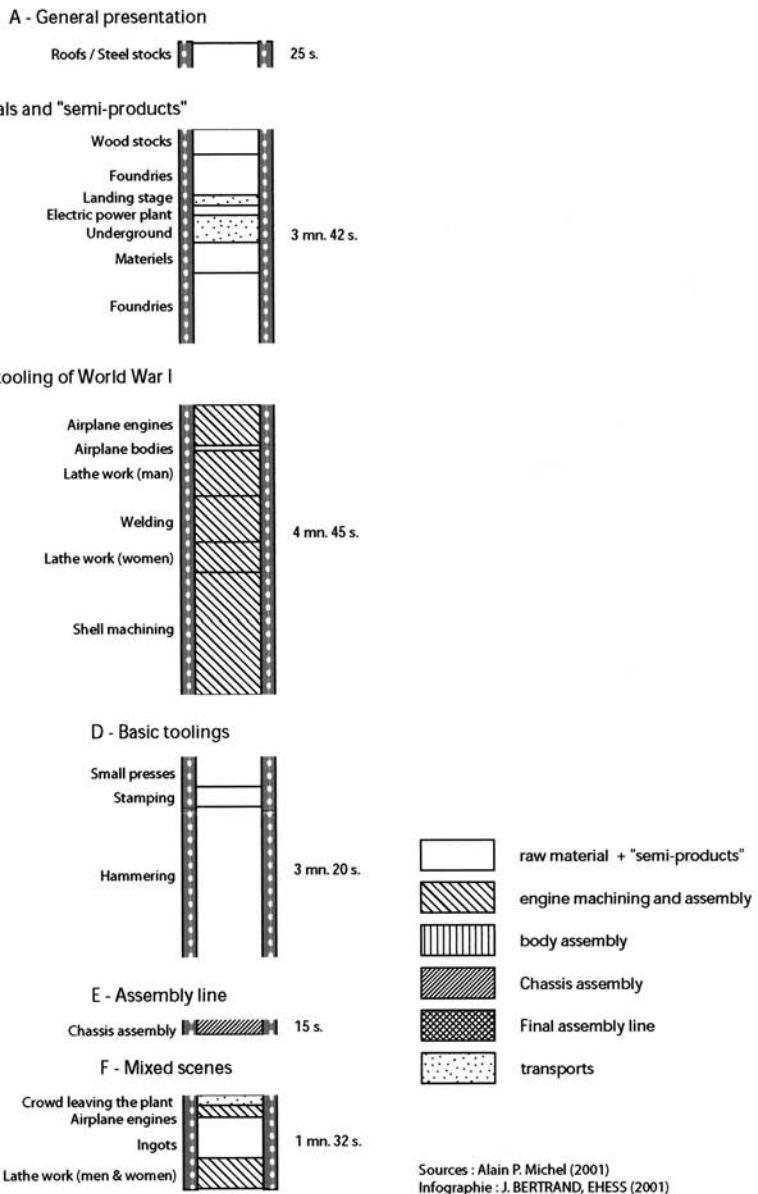 A - General presentation
Roofs / Steel stocks 25 s.
als and "semi-products"
Wood stocks
Foundries
Landing stage
Electric power plant
Underground 3 mn. 42 s.
Materiels
Foundries
tooling of World War I
Airplane engines
Airplane bodies
Lathe work (man)
Welding
4 mn. 45 s.
Lathe work (women)
Shell machining
D - Basic toolings
Small presses
Stamping
Hammering 3 mn. 20 s.
E - Assembly line
Chassis assembly 15 s.
F - Mixed scenes
Crowd leaving the plant
Airplane engines
Ingots 1 mn. 32 s.
Lathe work (men & women)
raw material + "semi-products"
engine machining and assembly
body assembly
Chassis assembly
Final assembly line
transports
Sources : Alain P. Michel (2001)
Infographie : J. BERTRAND, EHESS (2001)